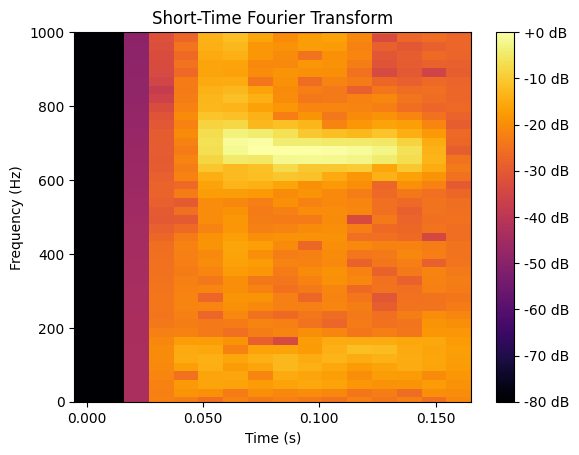 Short-Time Fourier Transform
1000
800
600
400
200
0
Frequency (Hz)
0.000
0.050
0.100
0.150
Time (s)
+0 dB
-10 dB
-20 dB
-30 dB
-40 dB
-50 dB
-60 dB
-70 dB
-80 dB